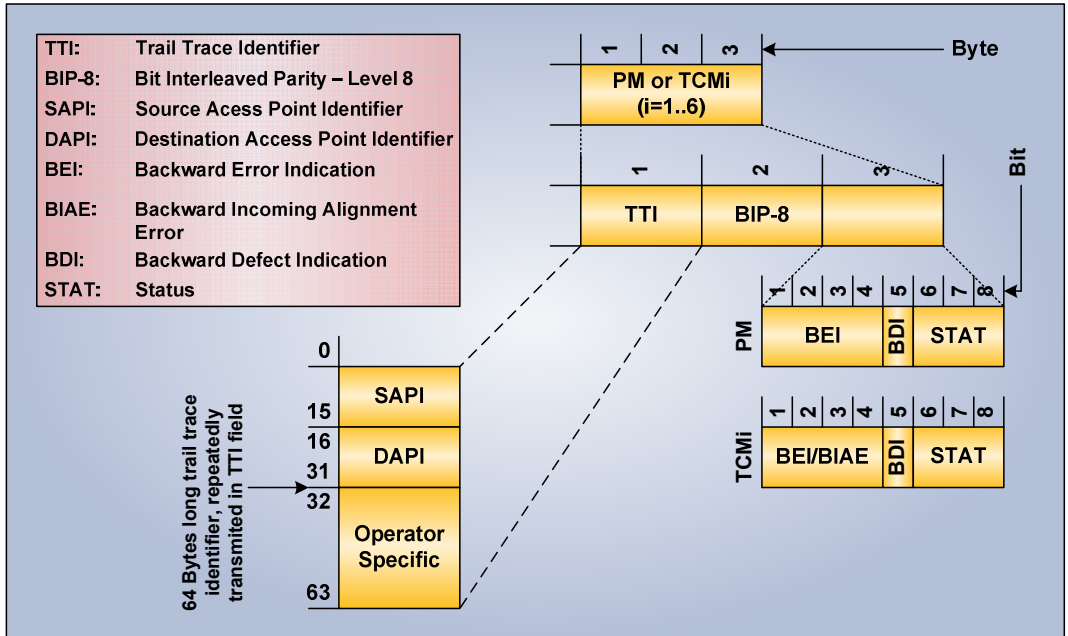 TTI: Trail Trace Identifier
BIP-8: Bit Interleaved Parity – Level 8
SAPI: Source Acess Point Identifier
DAPI: Destination Access Point Identifier
BEI: Backward Error Indication
BIAE: Backward Incoming Alignment
Error
BDI: Backward Defect Indication
STAT: Status
1 2 3
Byte
PM or TCMi
(i=1..6)
1 2 3
Bit
TTI BIP-8
1 2 3 4 5 6 7 8
PM
BEI BDI STAT
1 2 3 4 5 6 7 8
TCMi
BEI/BIAE BDI STAT
0
SAPI
15
16
DAPI
31
32
Operator
Specific
63
64 Bytes long trail trace
identifier, repeatedly
transmited in TTI field